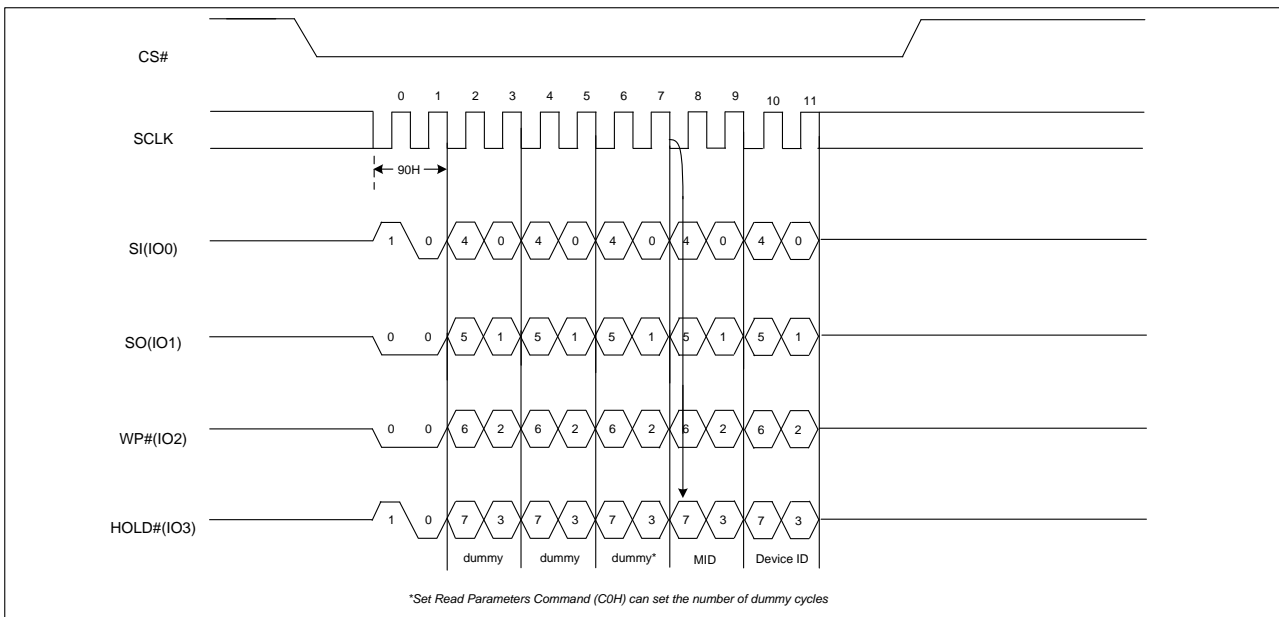 CS#
0 1 2 3 4 5 6 7 8 9 10 11
SCLK
90H
SI(IO0) 1 0 4 0 4 0 4 0 4 0 4 0
SO(IO1) 0 0 5 1 5 1 5 1 5 1 5 1
WP#(IO2) 0 0 6 2 6 2 6 2 6 2 6 2
HOLD#(IO3) 1 0 7 3 7 3 7 3 7 3 7 3
dummy dummy dummy* MID Device ID
*Set Read Parameters Command (C0H) can set the number of dummy cycles